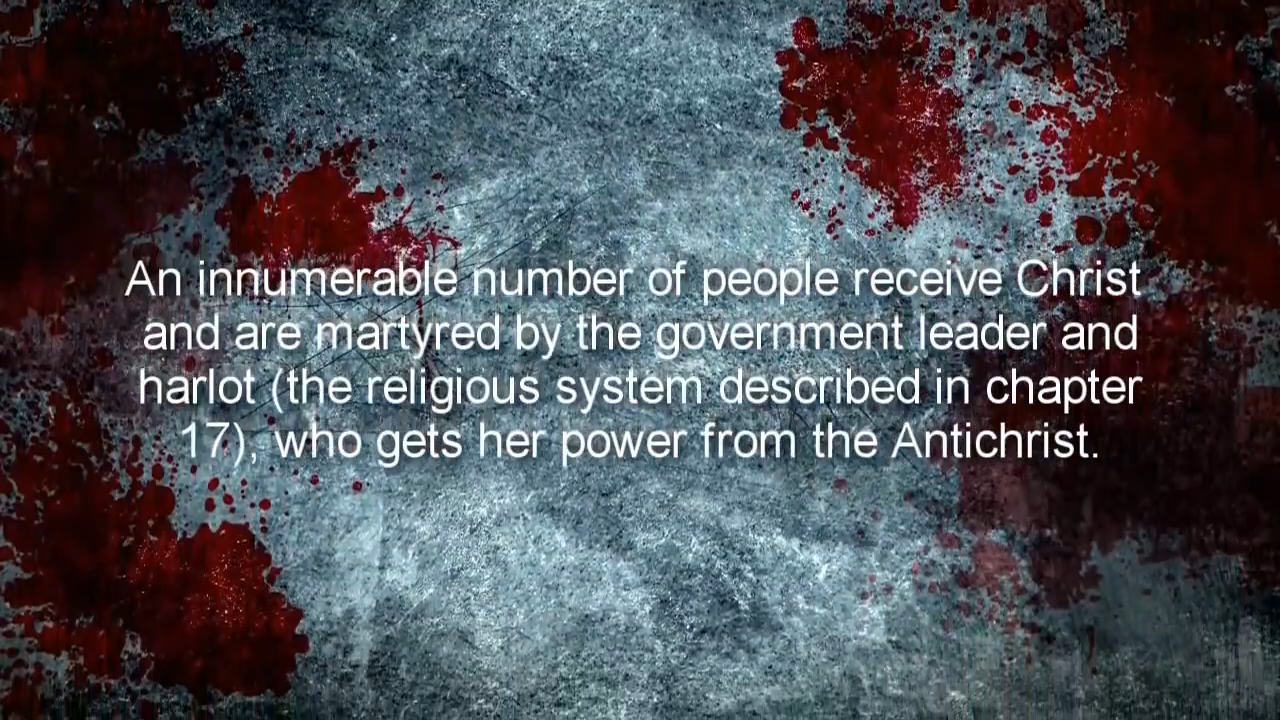 An innumerable number of people receive Christ
and are martyred by the government leader and
harlot (the religious system described in chapter
17), who gets her power from the Antichrist.